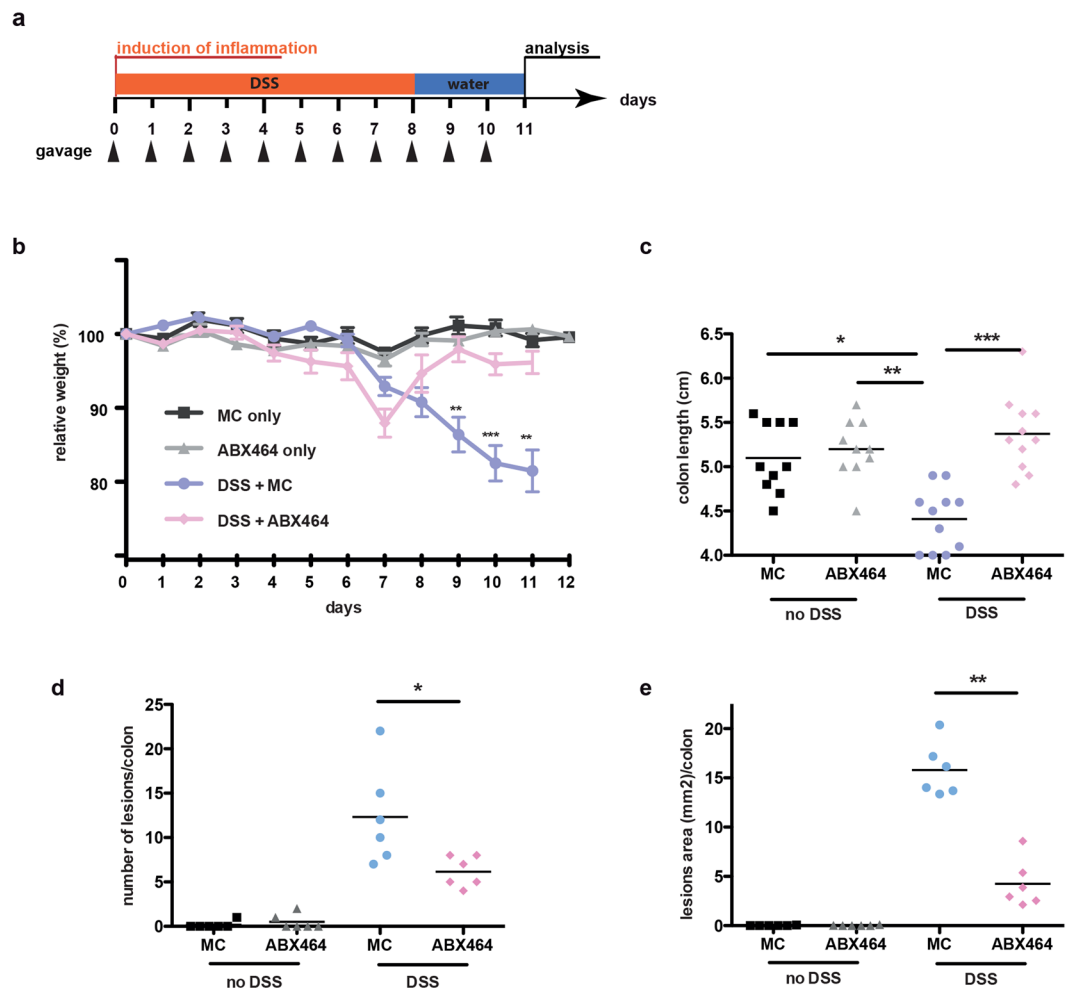 a
induction of inflammation
analysis
DSS
water
days
0 1 2 3 4 5 6 7 8 9 10 11
gavage
b
relative weight (%)
100
90
80
MC only
ABX464 only
DSS + MC
DSS + ABX464
**
***
**
0 1 2 3 4 5 6 7 8 9 10 11 12
days
c
colon length (cm)
6.5
6.0
5.5
5.0
4.5
4.0
*
**
***
MC ABX464 MC ABX464
no DSS DSS
d
number of lesions/colon
25
20
15
10
5
0
*
MC ABX464 MC ABX464
no DSS DSS
e
lesions area (mm2)/colon
20
15
10
5
0
**
MC ABX464 MC ABX464
no DSS DSS